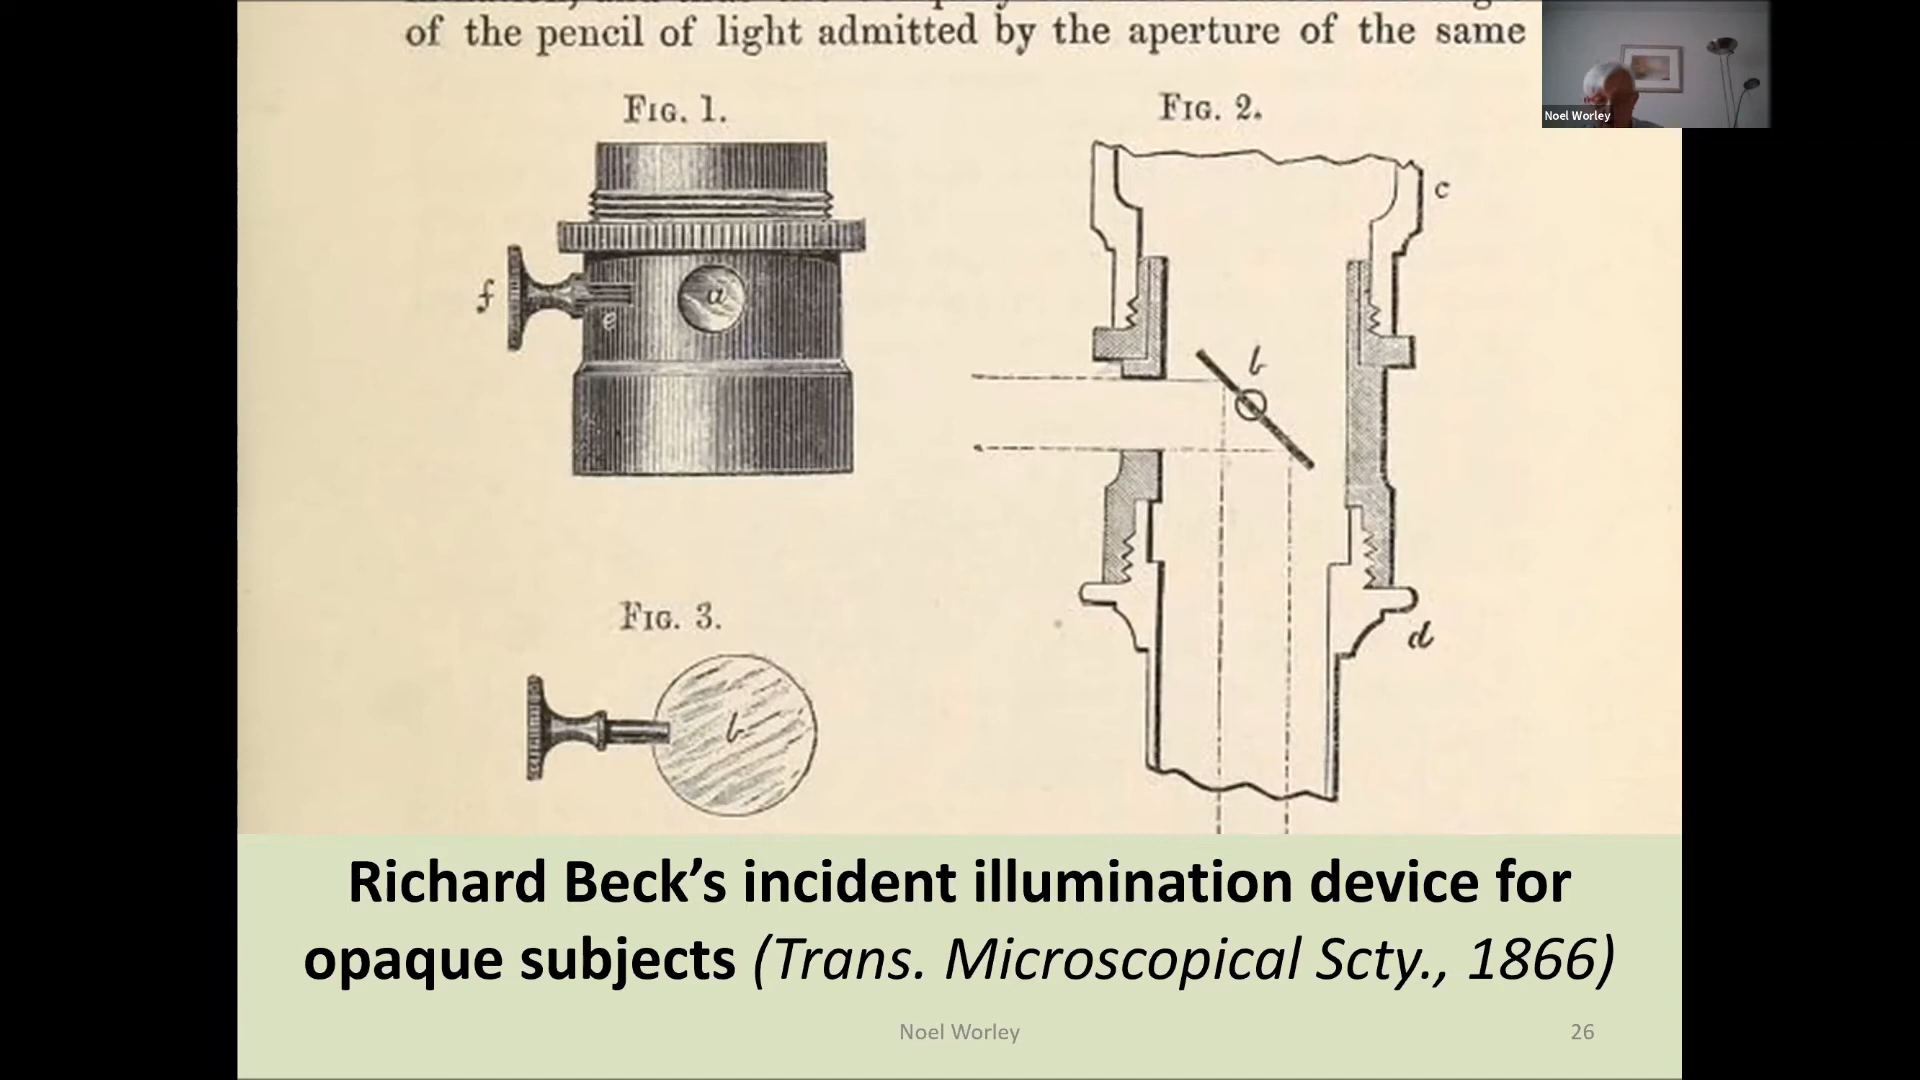 of the pencil of light admitted by the aperture of the same
Noel Worley
FIG. 1.
FIG. 2.
c
f
a
e
b
FIG. 3.
b
d
Richard Beck’s incident illumination device for
opaque subjects (Trans. Microscopical Scty., 1866)
Noel Worley
26